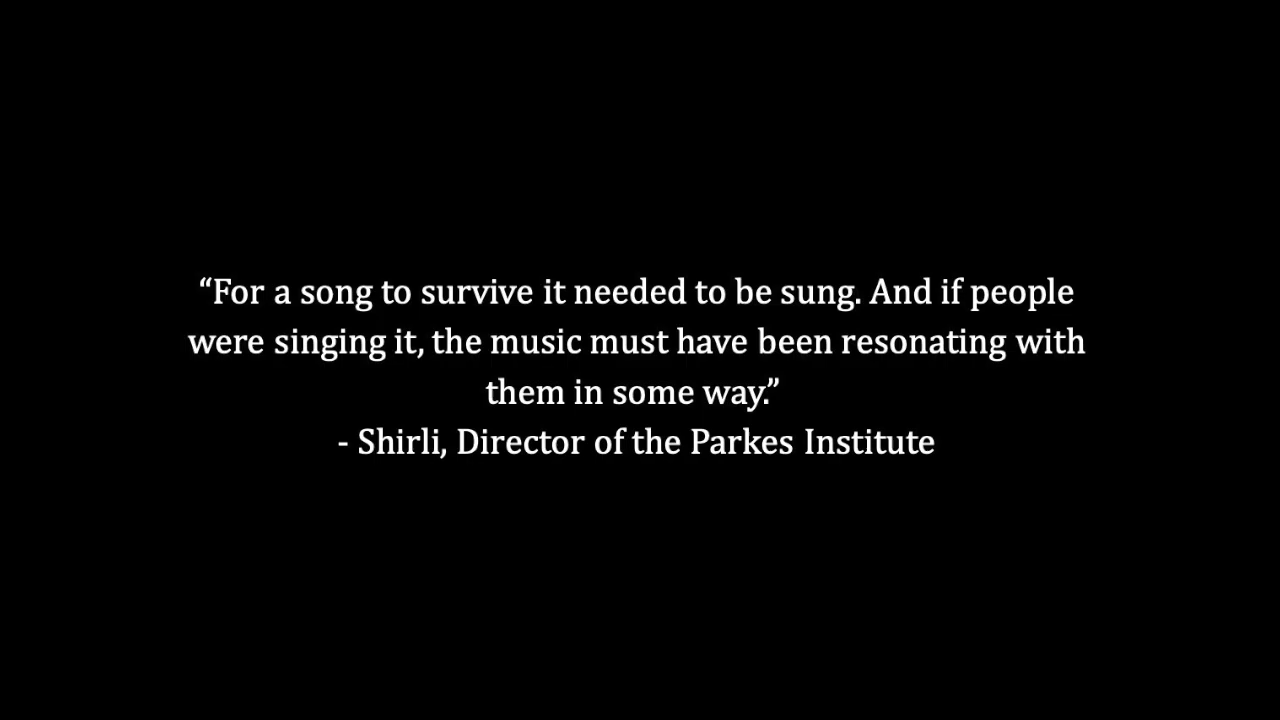 “For a song to survive it needed to be sung. And if people
were singing it, the music must have been resonating with
them in some way.”
- Shirli, Director of the Parkes Institute